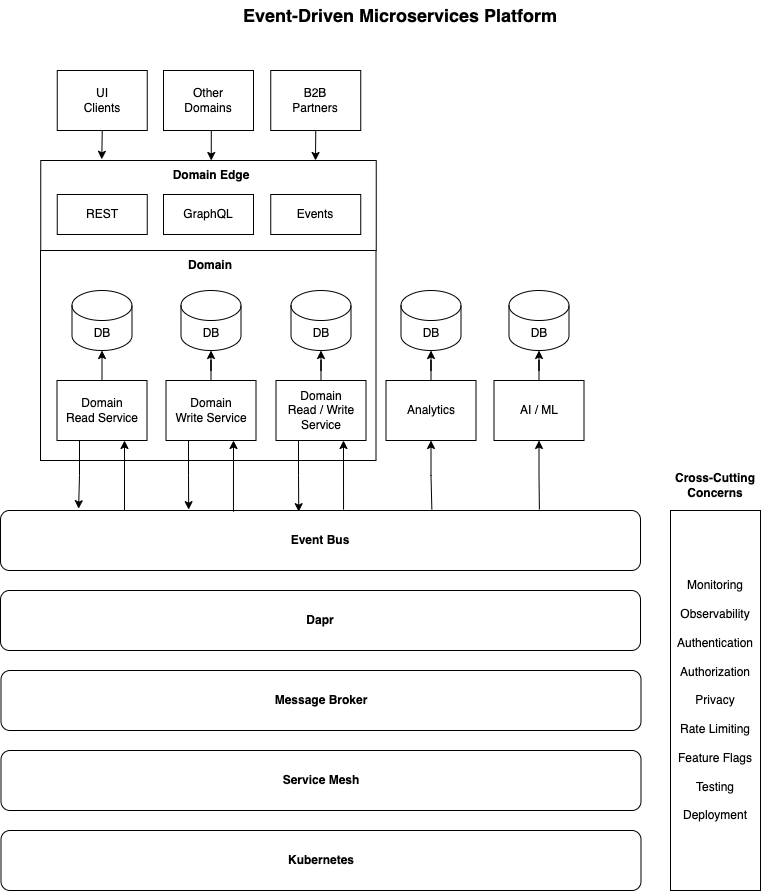 Event-Driven Microservices Platform
UI
Clients
Other
Domains
B2B
Partners
Domain Edge
REST
GraphQL
Events
Domain
DB
DB
DB
DB
DB
Domain
Read Service
Domain
Write Service
Domain
Read / Write
Service
Analytics
AI / ML
Event Bus
Dapr
Message Broker
Service Mesh
Kubernetes
Cross-Cutting
Concerns
Monitoring
Observability
Authentication
Authorization
Privacy
Rate Limiting
Feature Flags
Testing
Deployment